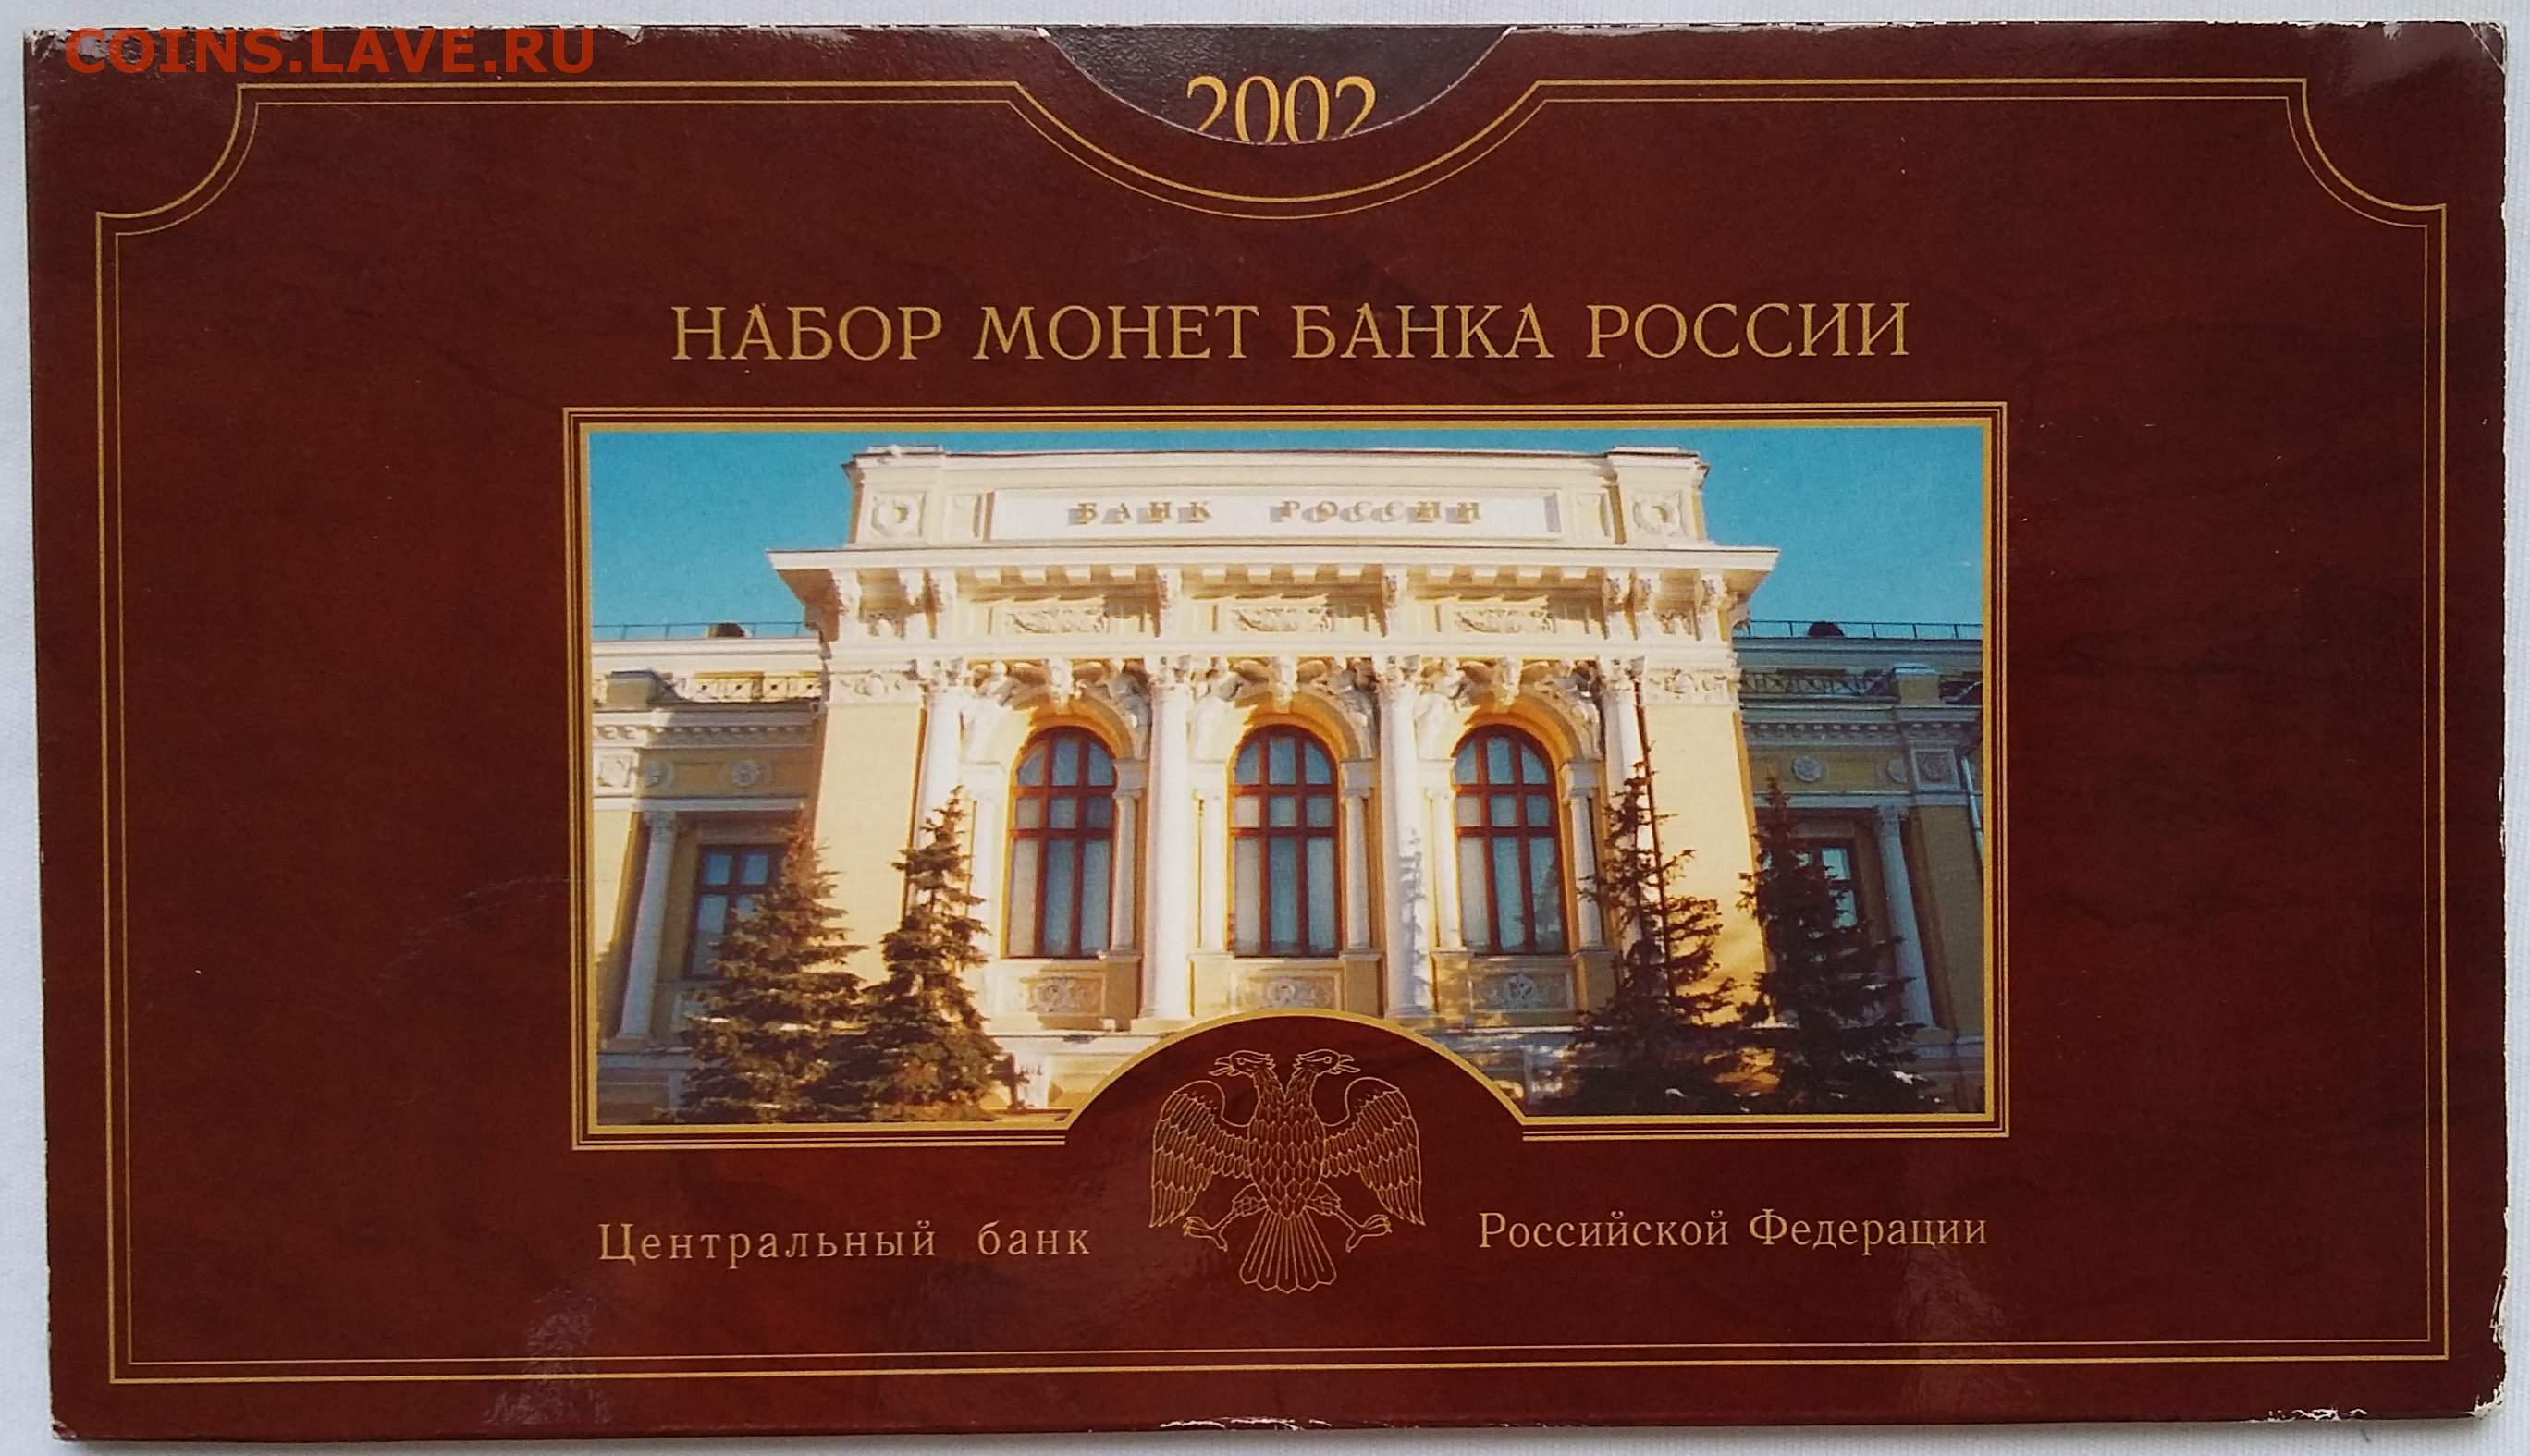 COINS.LAVE.RU
2002
НАБОР МОНЕТ БАНКА РОССИИ
БАНК РОССИИ
Центральный банк Российской Федерации